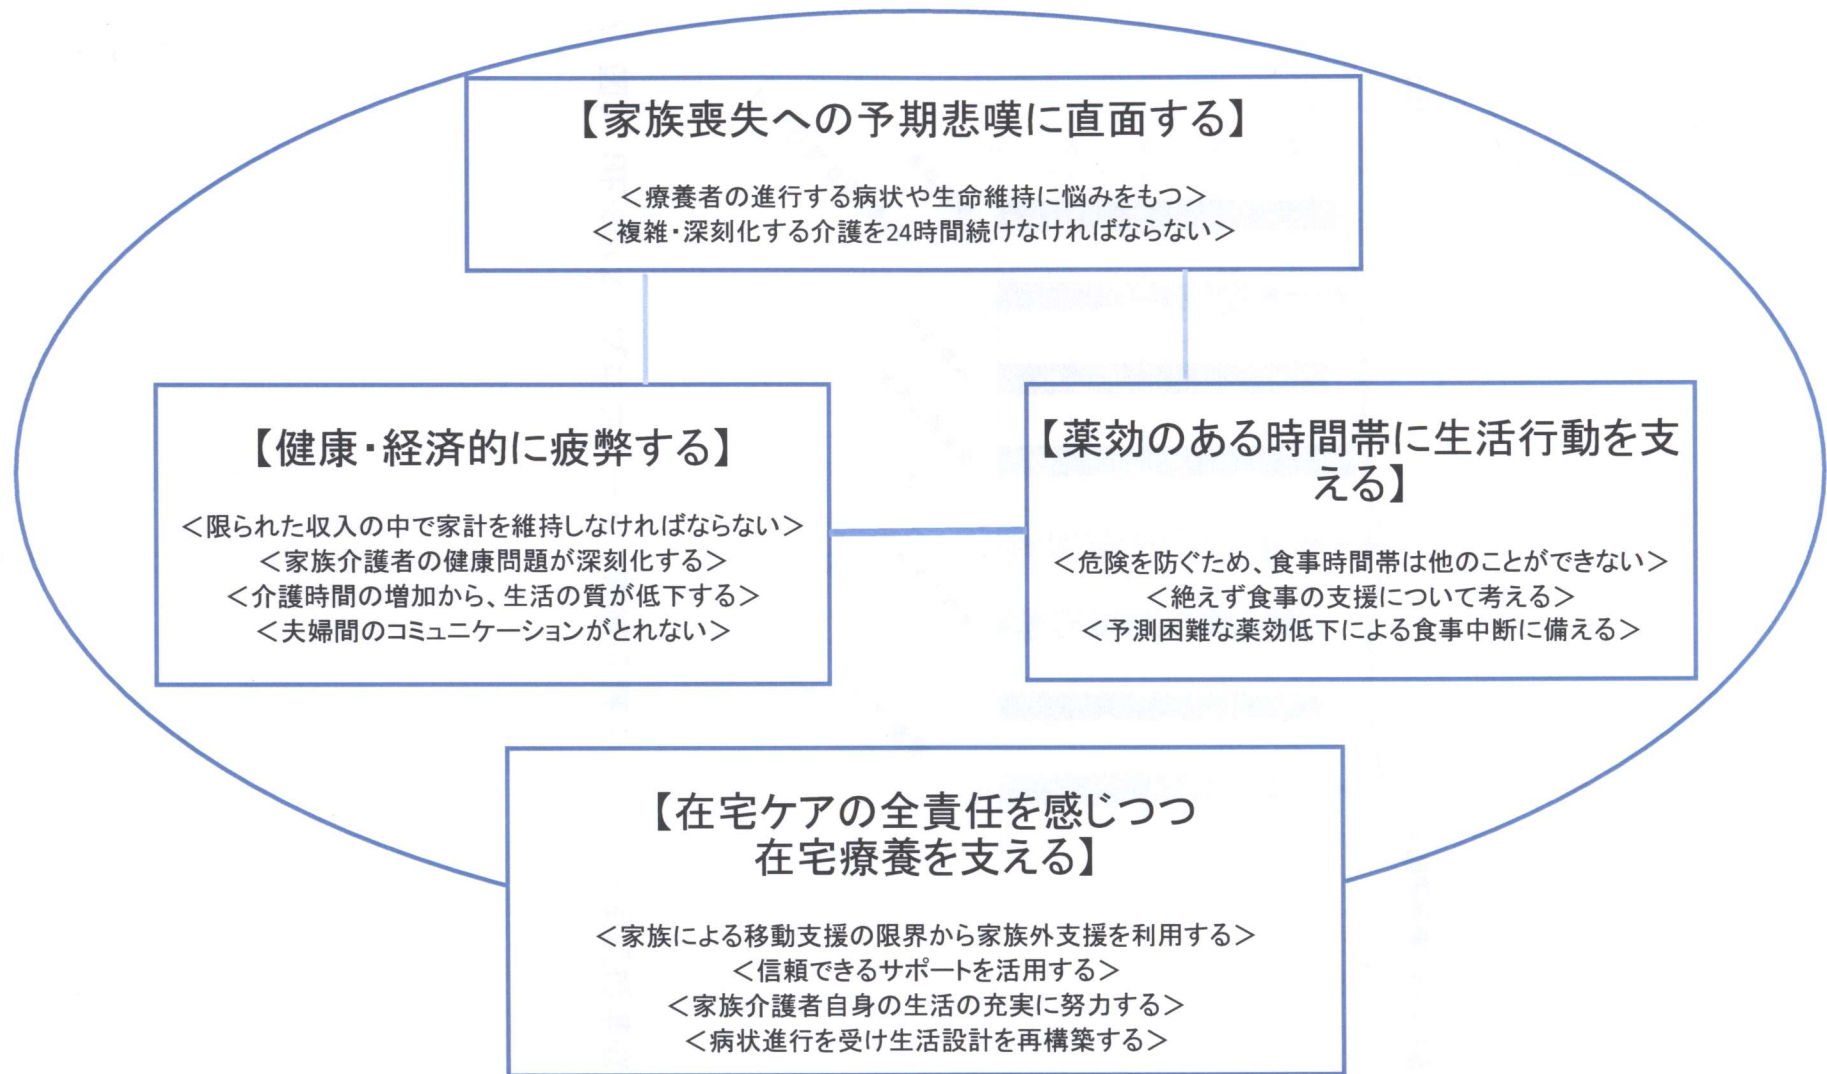 【家族喪失への予期悲嘆に直面する】
＜療養者の進行する病状や生命維持に悩みをもつ＞
＜複雑・深刻化する介護を24時間続けなければならない＞
【健康・経済的に疲弊する】
＜限られた収入の中で家計を維持しなければならない＞
＜家族介護者の健康問題が深刻化する＞
＜介護時間の増加から、生活の質が低下する＞
＜夫婦間のコミュニケーションがとれない＞
【薬効のある時間帯に生活行動を支
える】
＜危険を防ぐため、食事時間帯は他のことができない＞
＜絶えず食事の支援について考える＞
＜予測困難な薬効低下による食事中断に備える＞
【在宅ケアの全責任を感じつつ
在宅療養を支える】
＜家族による移動支援の限界から家族外支援を利用する＞
＜信頼できるサポートを活用する＞
＜家族介護者自身の生活の充実に努力する＞
＜病状進行を受け生活設計を再構築する＞